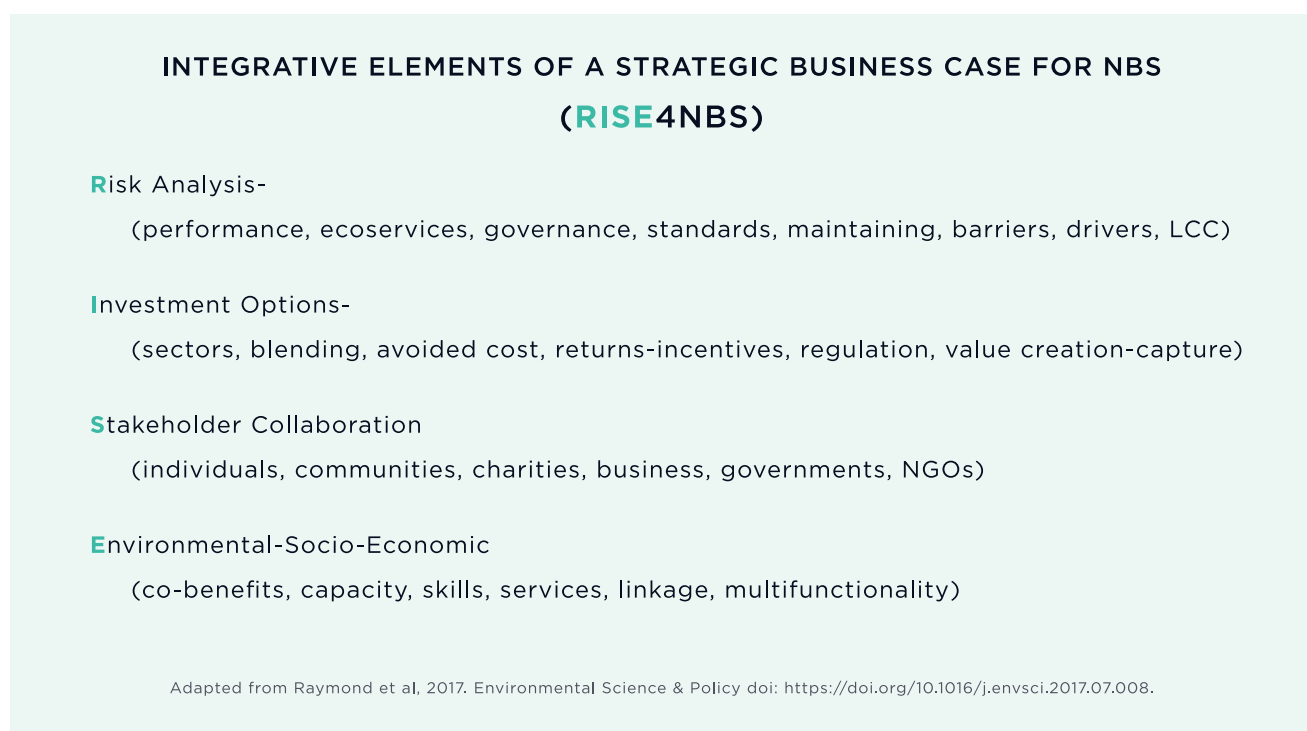 INTEGRATIVE ELEMENTS OF A STRATEGIC BUSINESS CASE FOR NBS
(RISE4NBS)
Risk Analysis-
(performance, ecoservices, governance, standards, maintaining, barriers, drivers, LCC)
Investment Options-
(sectors, blending, avoided cost, returns-incentives, regulation, value creation-capture)
Stakeholder Collaboration
(individuals, communities, charities, business, governments, NGOs)
Environmental-Socio-Economic
(co-benefits, capacity, skills, services, linkage, multifunctionality)
Adapted from Raymond et al, 2017. Environmental Science & Policy doi: https://doi.org/10.1016/j.envsci.2017.07.008.